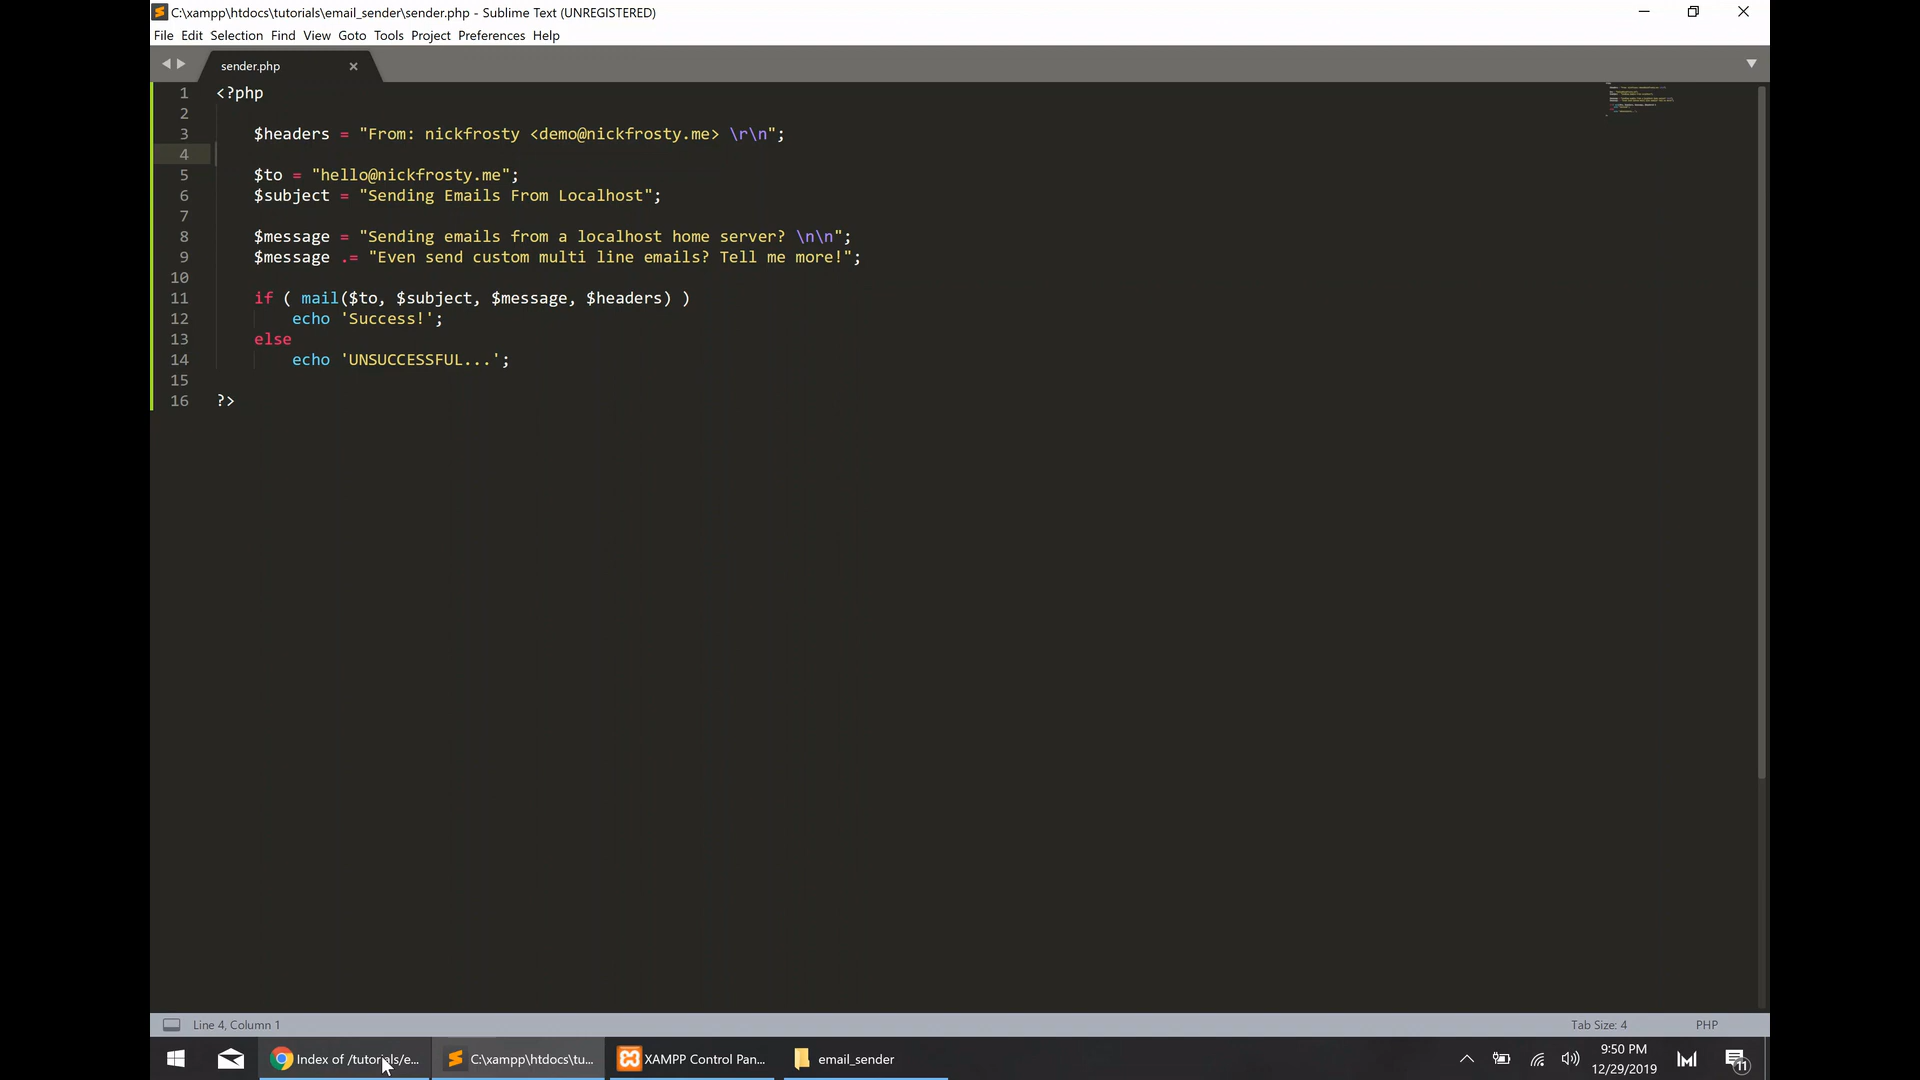 C:\xampp\htdocs\tutorials\email_sender\sender.php - Sublime Text (UNREGISTERED)
File Edit Selection Find View Goto Tools Project Preferences Help
sender.php
1 <?php
2
3 $headers = "From: nickfrosty <demo@nickfrosty.me> \r\n";
4
5 $to = "hello@nickfrosty.me";
6 $subject = "Sending Emails From Localhost";
7
8 $message = "Sending emails from a localhost home server? \n\n";
9 $message .= "Even send custom multi line emails? Tell me more!";
10
11 if ( mail($to, $subject, $message, $headers) )
12 echo 'Success!';
13 else
14 echo 'UNSUCCESSFUL...';
15
16 ?>
Line 4, Column 1 Tab Size: 4 PHP
Index of /tutorials/e... C:\xampp\htdocs\tu... XAMPP Control Pan... email_sender 9:50 PM
12/29/2019 11